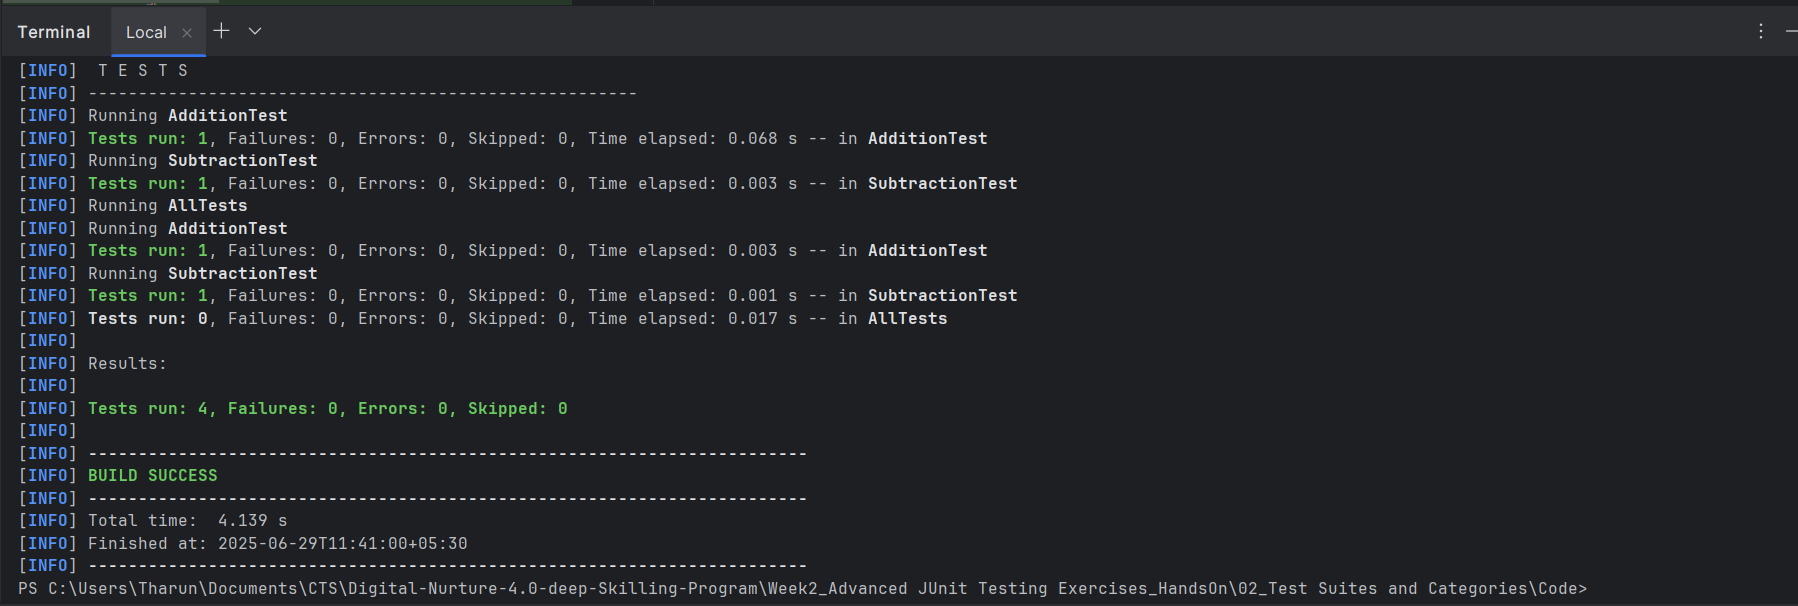 Terminal Local
[INFO]  T E S T S
[INFO] -------------------------------------------------------
[INFO] Running AdditionTest
[INFO] Tests run: 1, Failures: 0, Errors: 0, Skipped: 0, Time elapsed: 0.068 s -- in AdditionTest
[INFO] Running SubtractionTest
[INFO] Tests run: 1, Failures: 0, Errors: 0, Skipped: 0, Time elapsed: 0.003 s -- in SubtractionTest
[INFO] Running AllTests
[INFO] Running AdditionTest
[INFO] Tests run: 1, Failures: 0, Errors: 0, Skipped: 0, Time elapsed: 0.003 s -- in AdditionTest
[INFO] Running SubtractionTest
[INFO] Tests run: 1, Failures: 0, Errors: 0, Skipped: 0, Time elapsed: 0.001 s -- in SubtractionTest
[INFO] Tests run: 0, Failures: 0, Errors: 0, Skipped: 0, Time elapsed: 0.017 s -- in AllTests
[INFO]
[INFO] Results:
[INFO]
[INFO] Tests run: 4, Failures: 0, Errors: 0, Skipped: 0
[INFO]
[INFO] ------------------------------------------------------------------------
[INFO] BUILD SUCCESS
[INFO] ------------------------------------------------------------------------
[INFO] Total time:  4.139 s
[INFO] Finished at: 2025-06-29T11:41:00+05:30
[INFO] ------------------------------------------------------------------------
PS C:\Users\Tharun\Documents\CTS\Digital-Nurture-4.0-deep-Skilling-Program\Week2_Advanced JUnit Testing Exercises_HandsOn\02_Test Suites and Categories\Code>